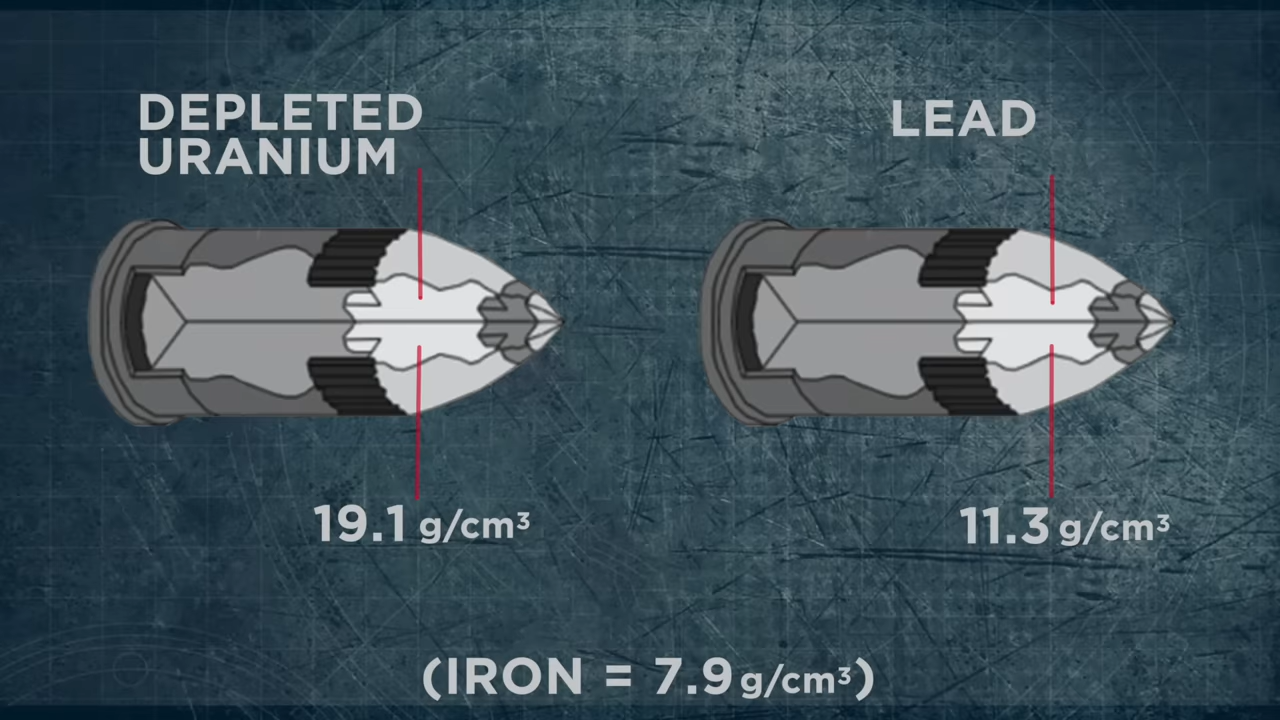 DEPLETED
URANIUM
LEAD
19.1 g/cm³
11.3 g/cm³
(IRON = 7.9 g/cm³)